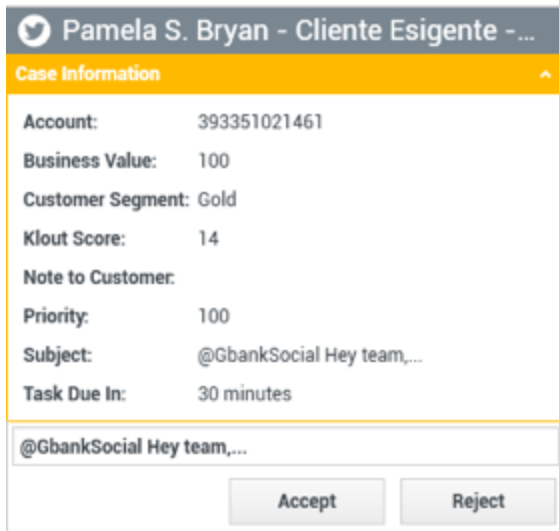 Pamela S. Bryan - Cliente Esigente -...
Case Information
Account: 393351021461
Business Value: 100
Customer Segment: Gold
Klout Score: 14
Note to Customer:
Priority: 100
Subject: @GbankSocial Hey team,...
Task Due In: 30 minutes
@GbankSocial Hey team,...
Accept Reject